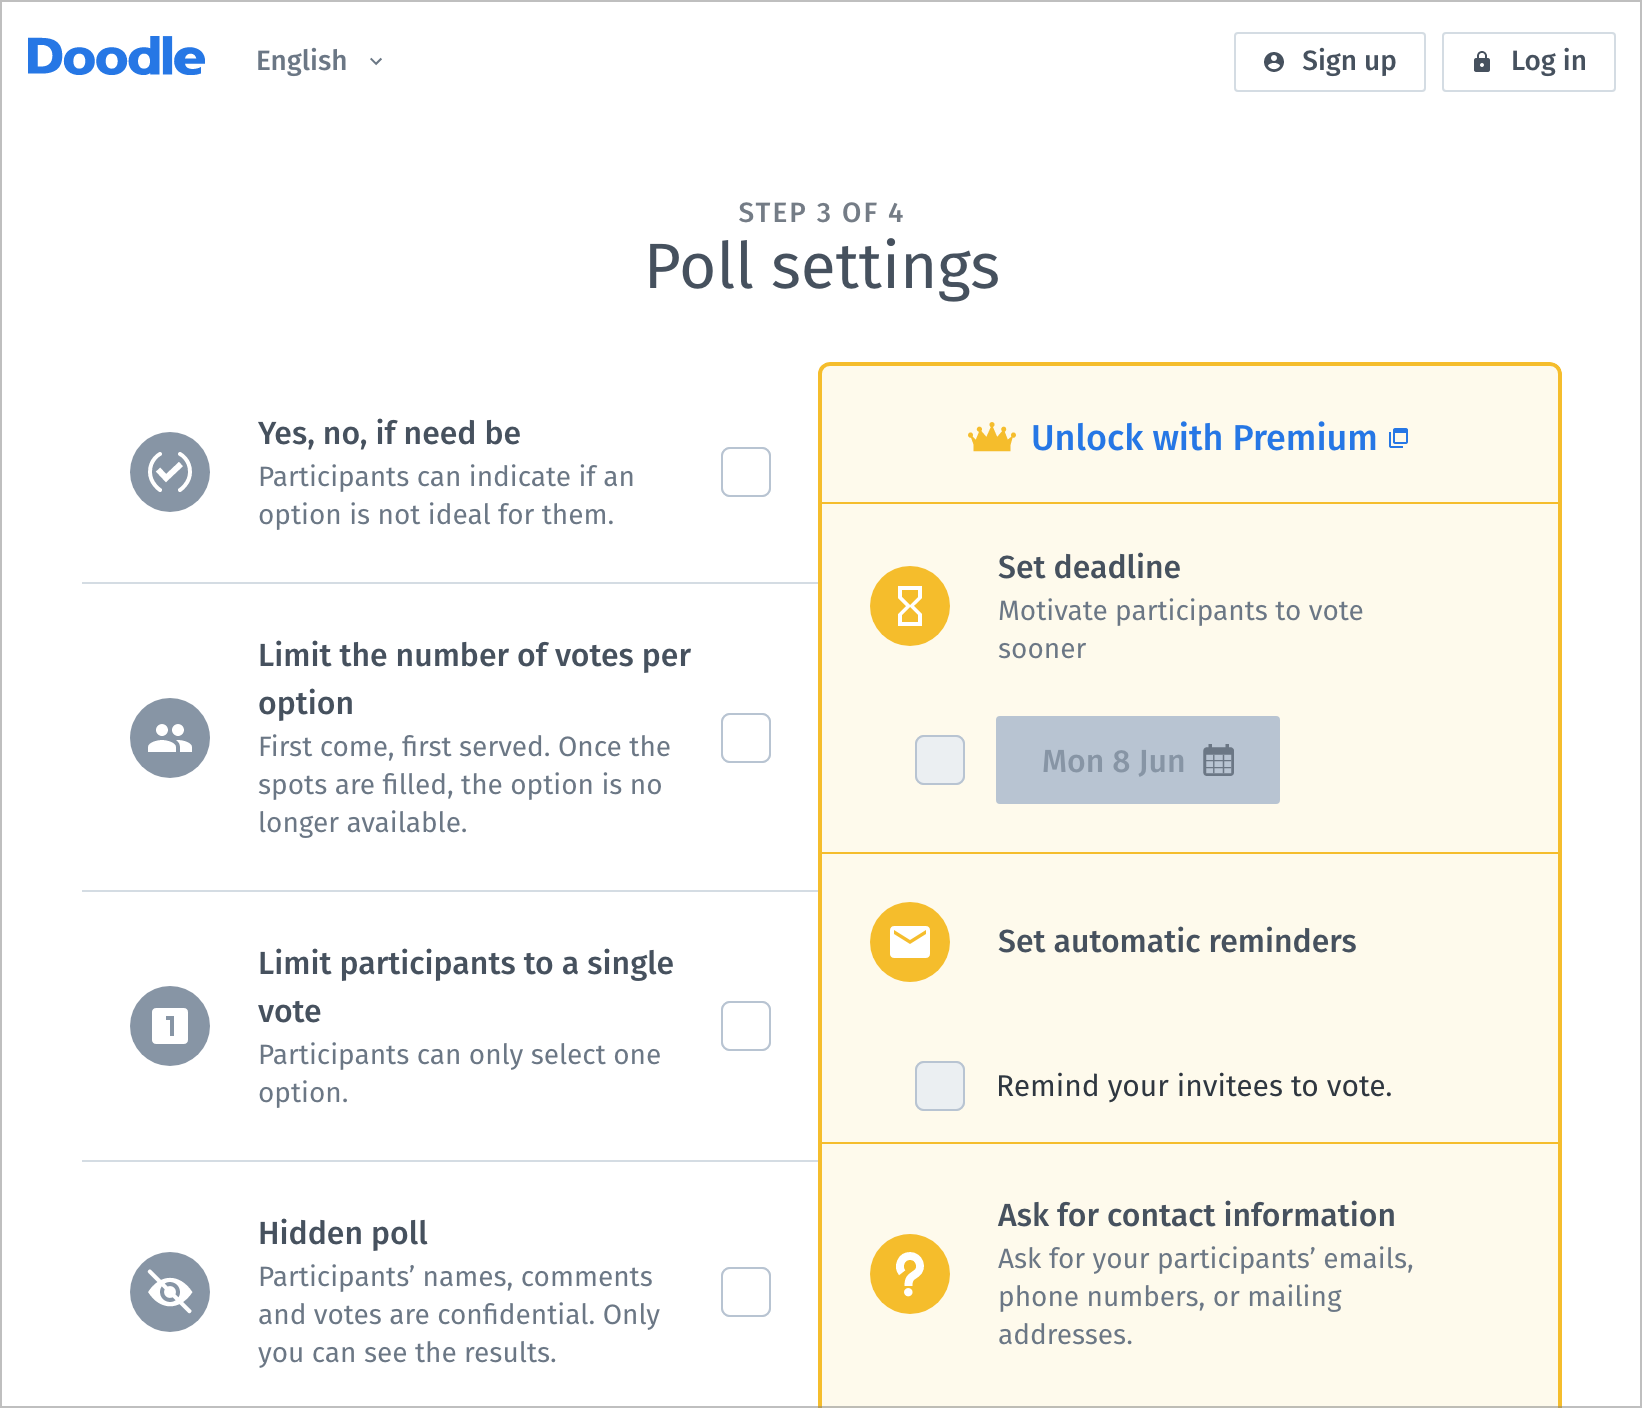 Doodle
English
Sign up
Log in
STEP 3 OF 4
Poll settings
Yes, no, if need be
Participants can indicate if an
option is not ideal for them.
Limit the number of votes per
option
First come, first served. Once the
spots are filled, the option is no
longer available.
Limit participants to a single
vote
Participants can only select one
option.
1
Hidden poll
Participants’ names, comments
and votes are confidential. Only
you can see the results.
Unlock with Premium
Set deadline
Motivate participants to vote
sooner
Mon 8 Jun
Set automatic reminders
Remind your invitees to vote.
Ask for contact information
Ask for your participants’ emails,
phone numbers, or mailing
addresses.
?